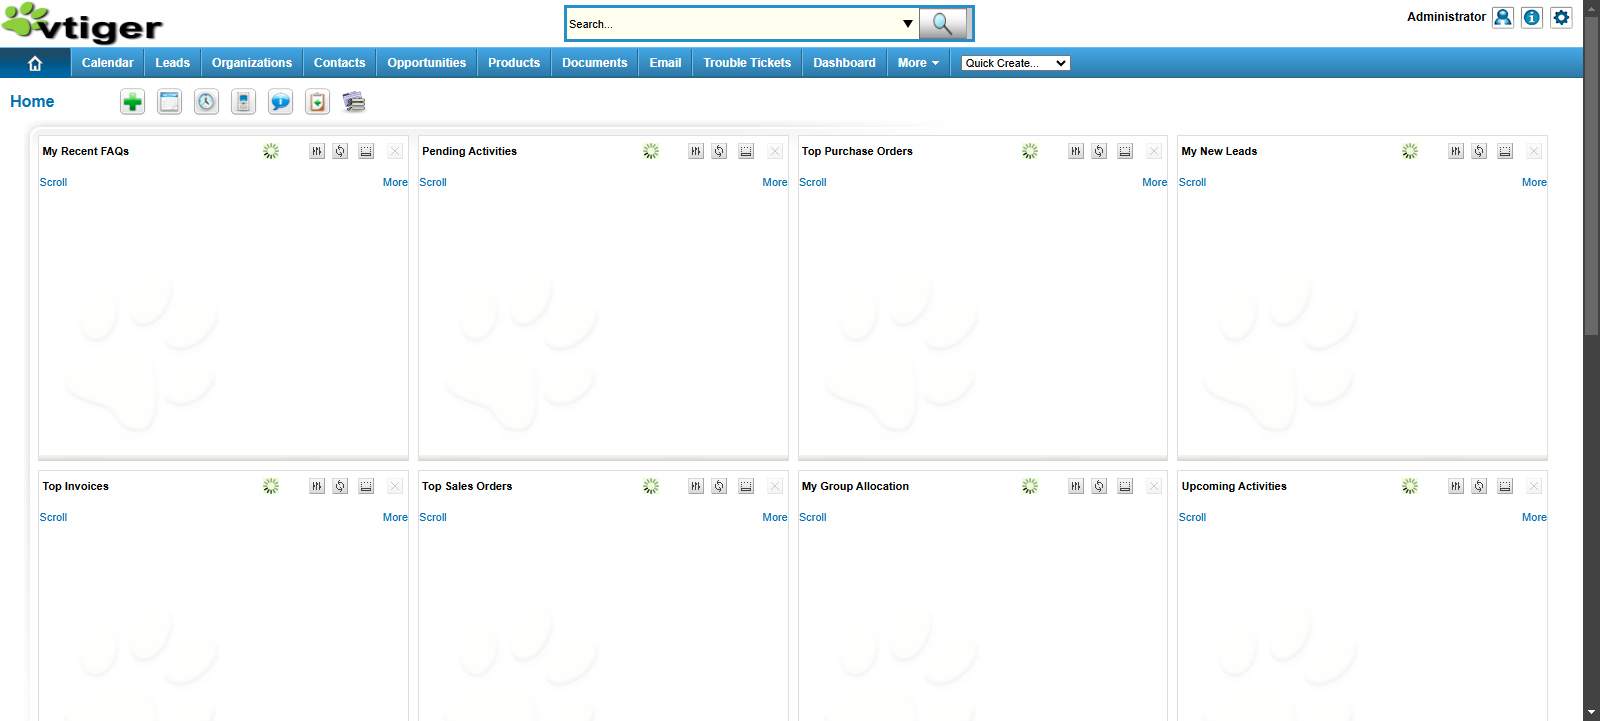 vtiger
Search...
Administrator
Calendar Leads Organizations Contacts Opportunities Products Documents Email Trouble Tickets Dashboard More Quick Create...
Home
My Recent FAQs Pending Activities Top Purchase Orders My New Leads
Scroll More Scroll More Scroll More Scroll More
Top Invoices Top Sales Orders My Group Allocation Upcoming Activities
Scroll More Scroll More Scroll More Scroll More